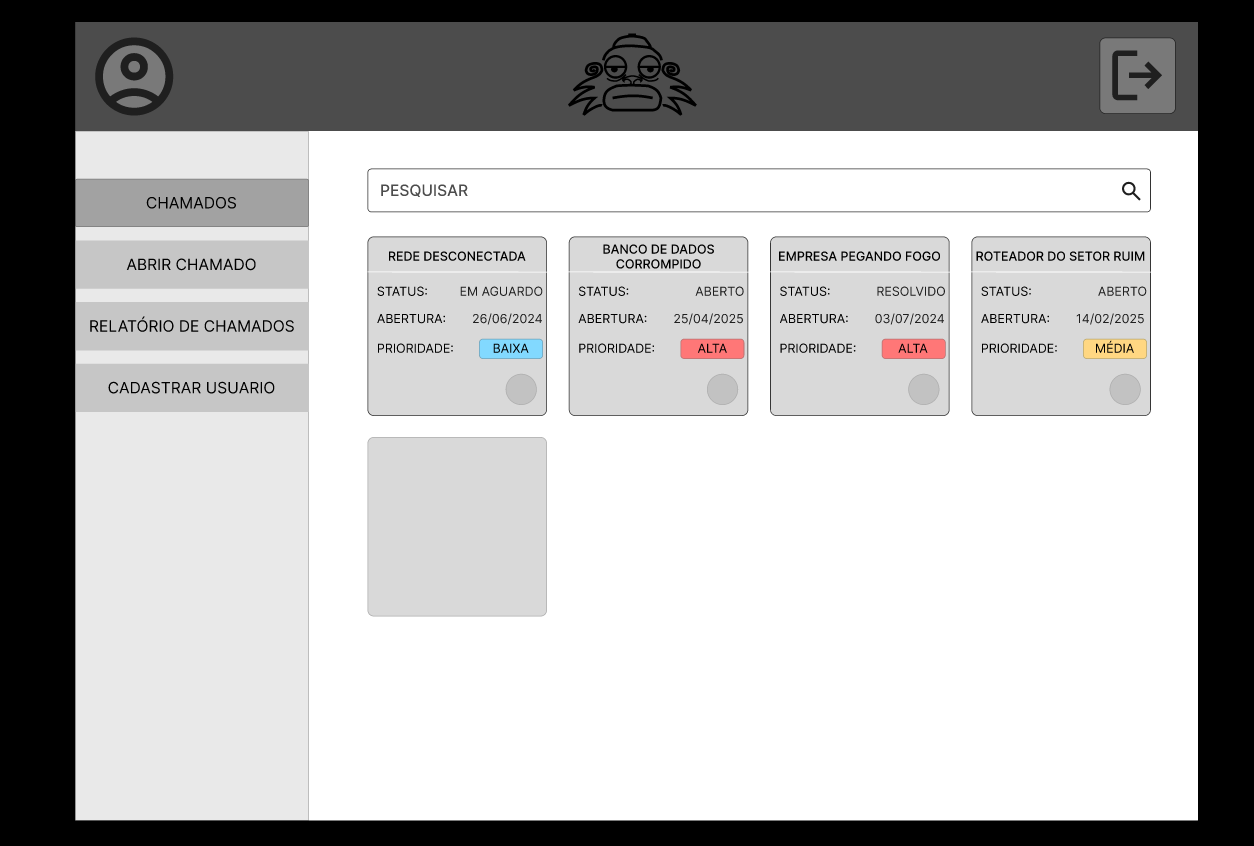 PESQUISAR
CHAMADOS
ABRIR CHAMADO
RELATÓRIO DE CHAMADOS
CADASTRAR USUARIO
REDE DESCONECTADA
STATUS: EM AGUARDO
ABERTURA: 26/06/2024
PRIORIDADE: BAIXA
BANCO DE DADOS
CORROMPIDO
STATUS: ABERTO
ABERTURA: 25/04/2025
PRIORIDADE: ALTA
EMPRESA PEGANDO FOGO
STATUS: RESOLVIDO
ABERTURA: 03/07/2024
PRIORIDADE: ALTA
ROTEADOR DO SETOR RUIM
STATUS: ABERTO
ABERTURA: 14/02/2025
PRIORIDADE: MÉDIA